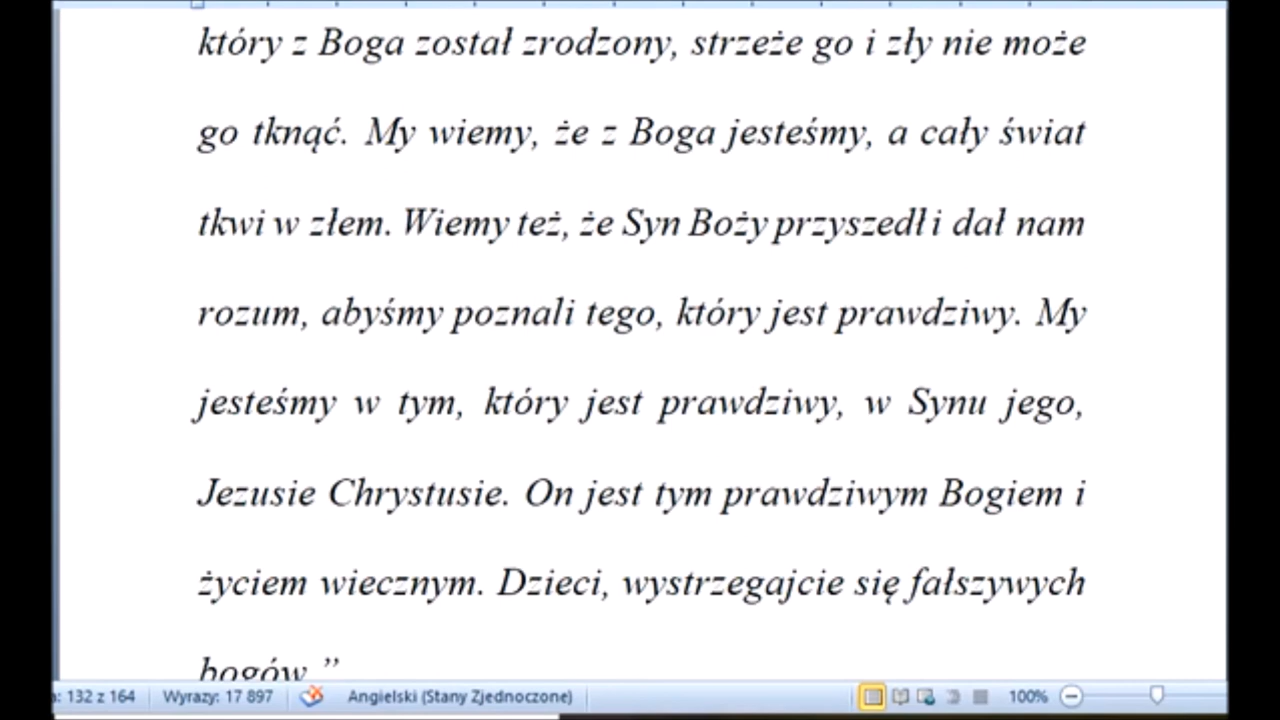 który z Boga został zrodzony, strzeże go i zły nie może
go tknąć. My wiemy, że z Boga jesteśmy, a cały świat
tkwi w złem. Wiemy też, że Syn Boży przyszedł i dał nam
rozum, abyśmy poznali tego, który jest prawdziwy. My
jesteśmy w tym, który jest prawdziwy, w Synu jego,
Jezusie Chrystusie. On jest tym prawdziwym Bogiem i
życiem wiecznym. Dzieci, wystrzegajcie się fałszywych
bogów.”
: 132 z 164 Wyrazy: 17 897 Angielski (Stany Zjednoczone) 100%